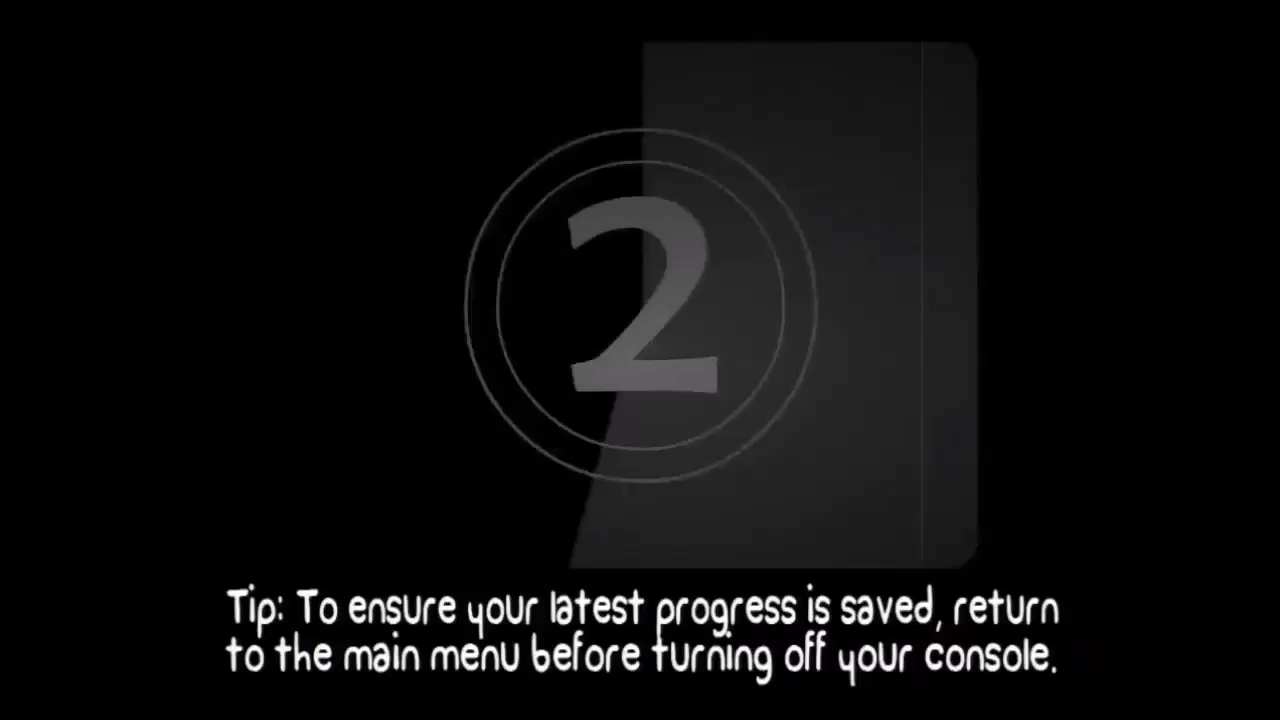 2
Tip: To ensure your latest progress is saved, return
to the main menu before turning off your console.